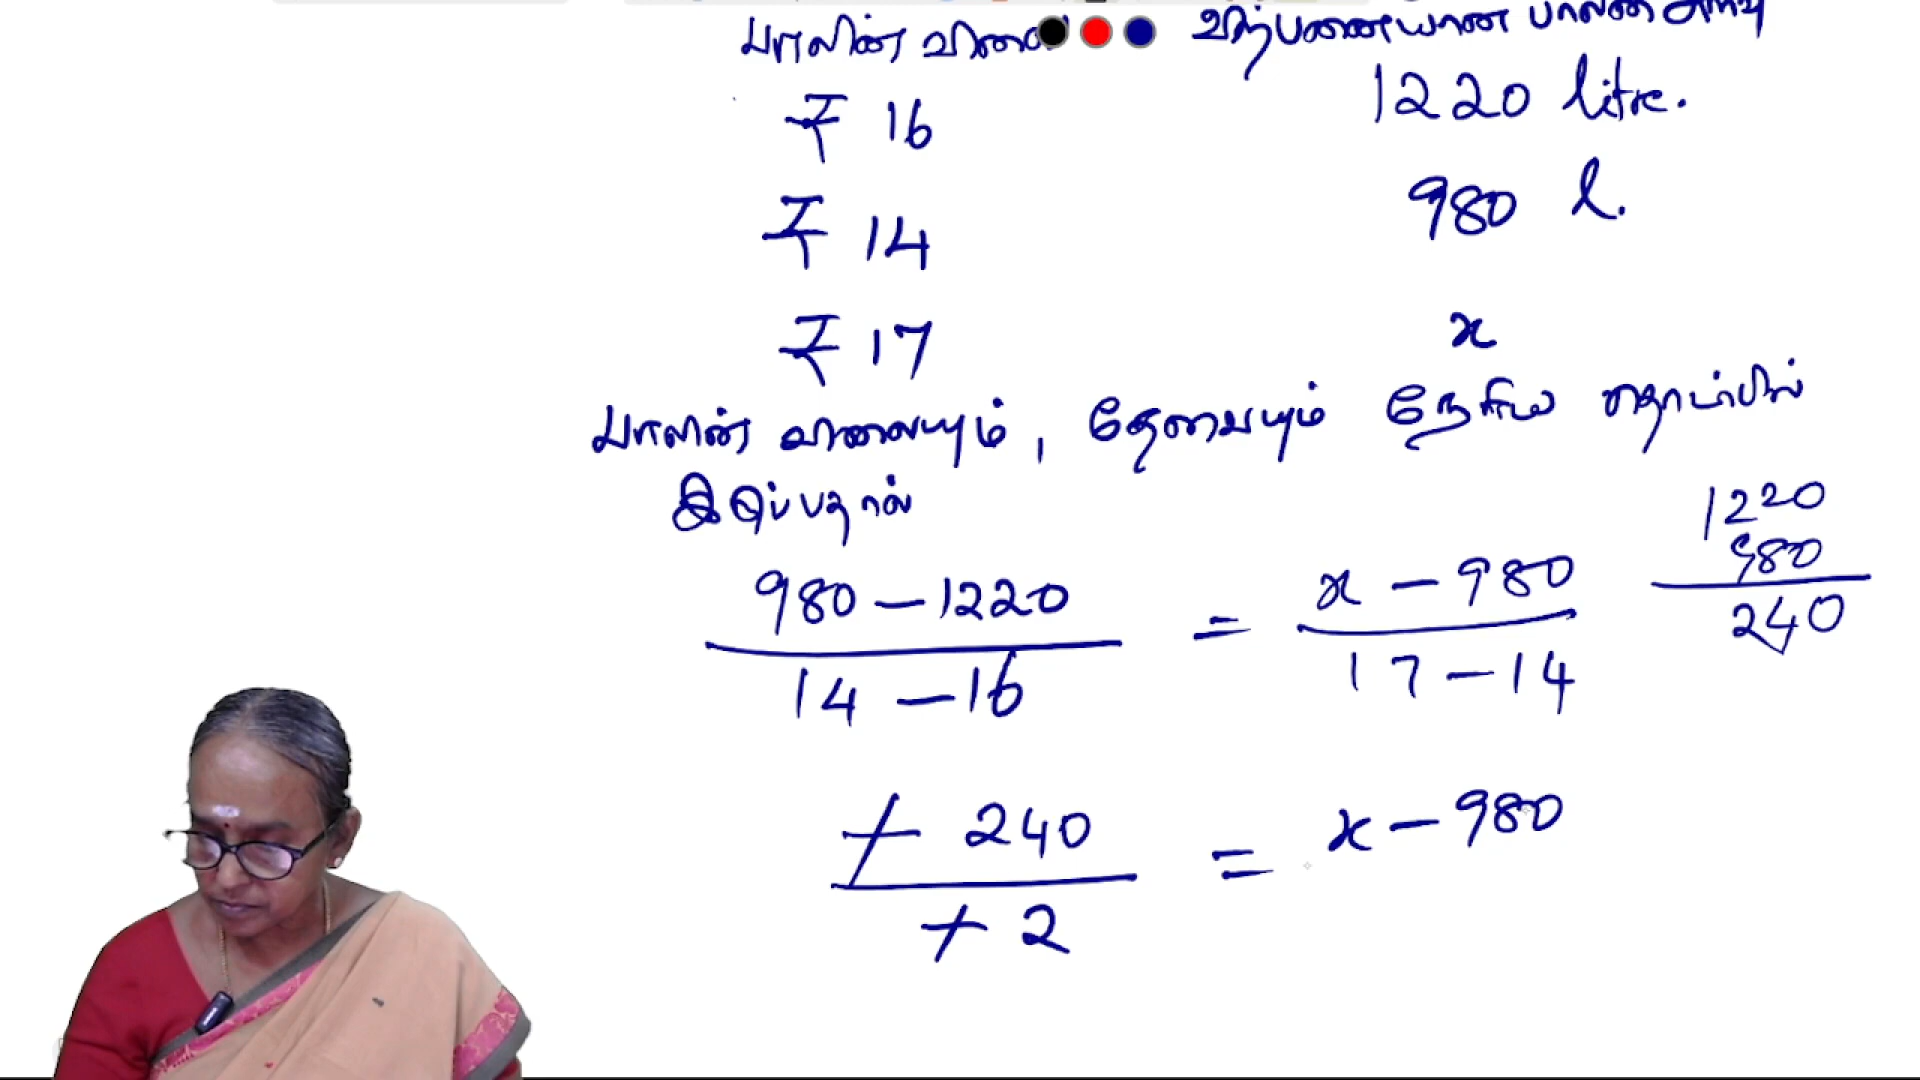 பாலின் விலை விற்பனையான பாலின் அளவு
₹ 16 1220 litre.
₹ 14 980 l.
₹ 17 x
பாலின் விலையும், தேவையும் நேரிய தொடர்பில்
இருப்பதால்
980 – 1220 / 14 – 16 = x – 980 / 17 – 14
1220
980
240
– 240 / – 2 = x – 980